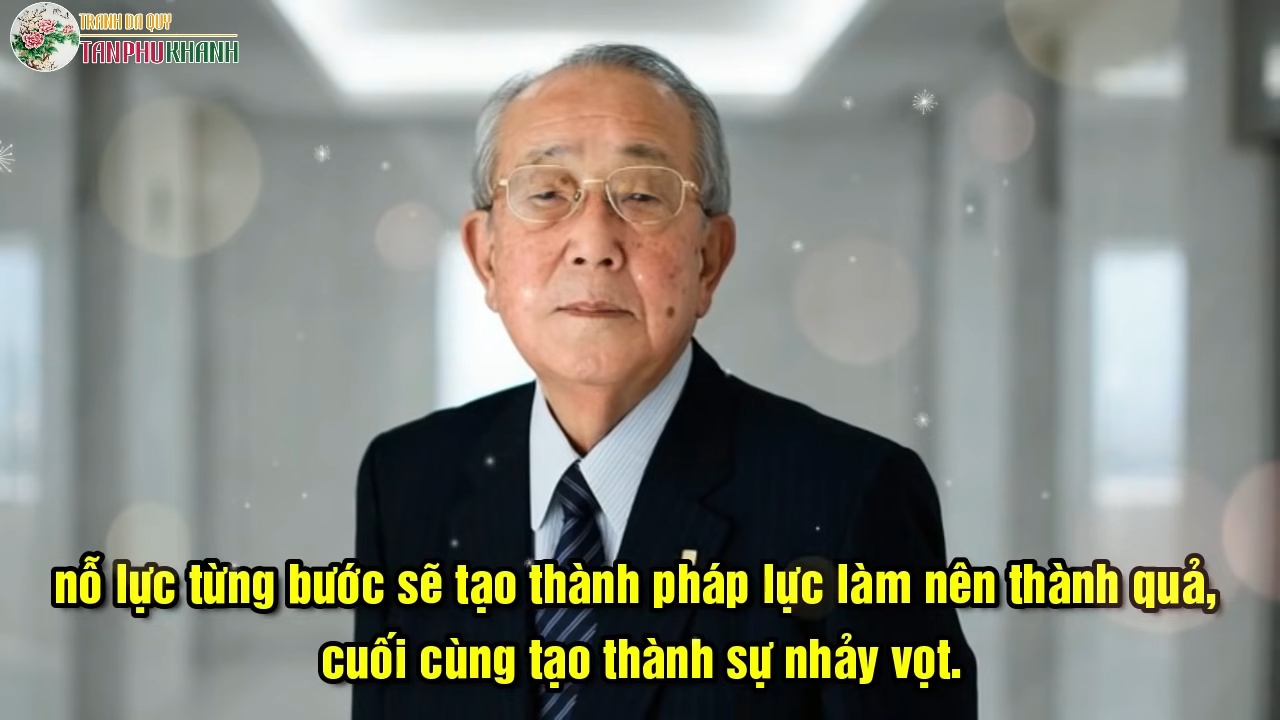 TRANH DA QUY
TANPHUKHANH
nỗ lực từng bước sẽ tạo thành pháp lực làm nên thành quả,
cuối cùng tạo thành sự nhảy vọt.